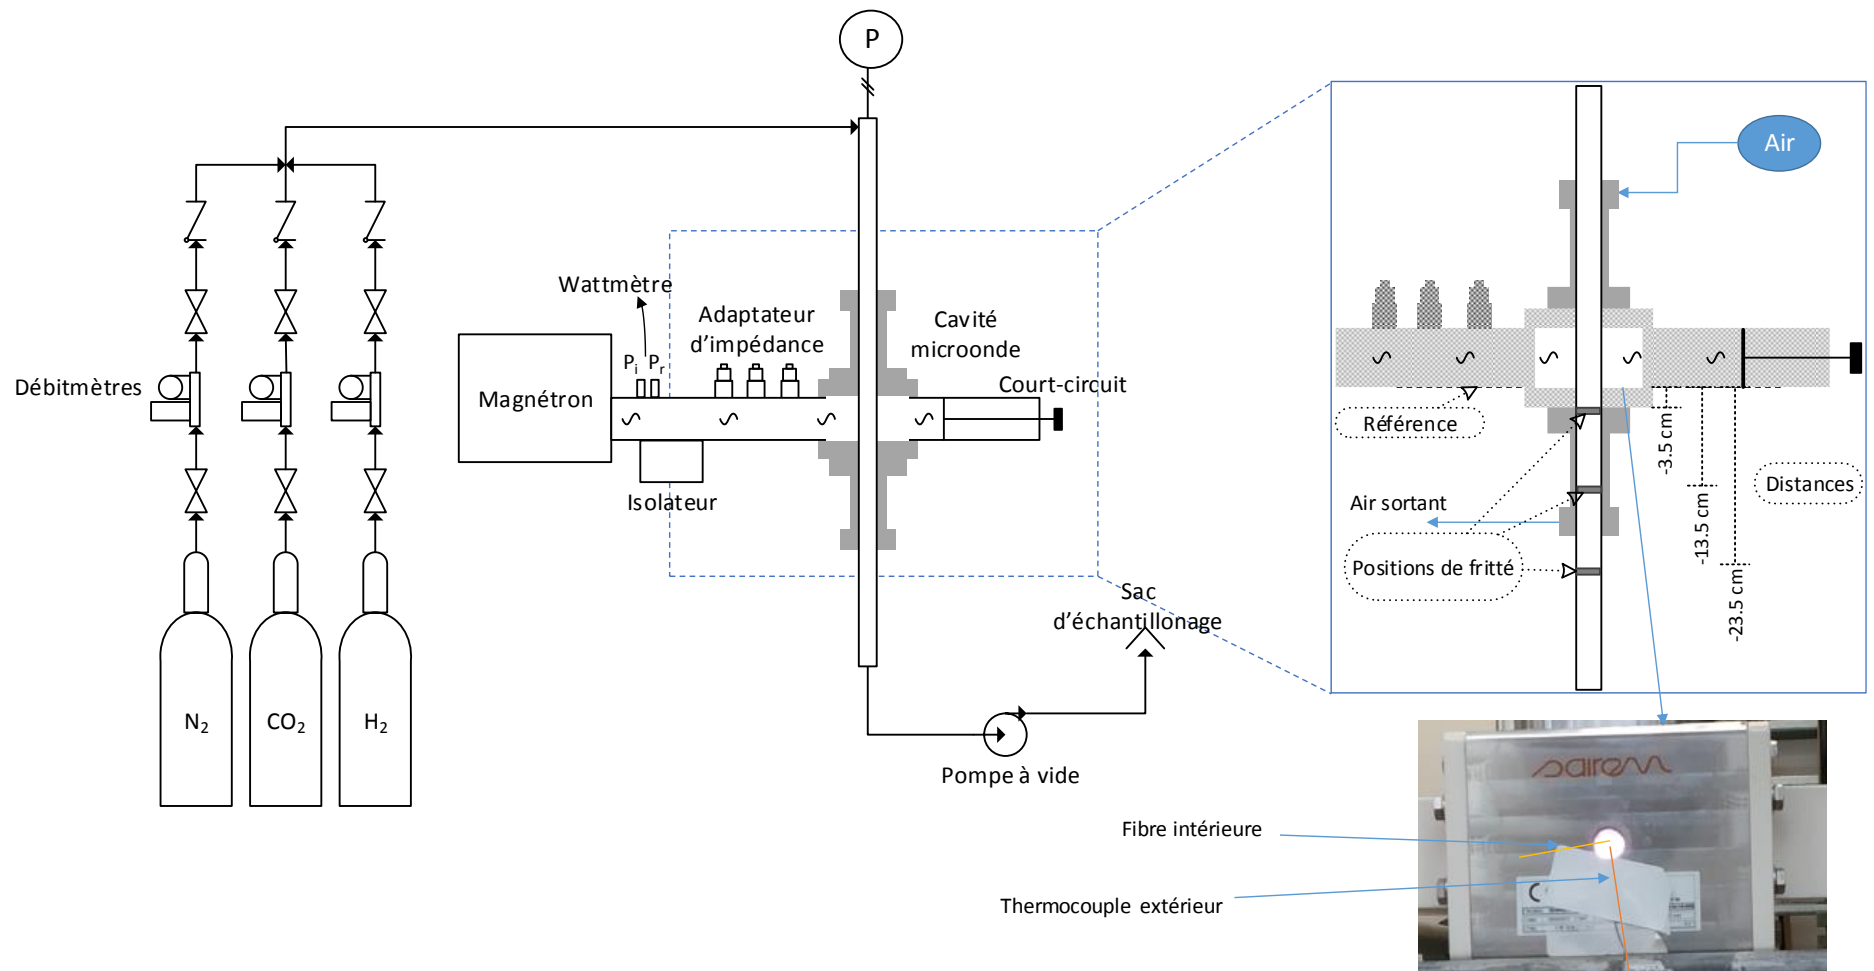 P
Air
Wattmètre
Adaptateur
d’impédance
Cavité
microonde
Pi Pr
Débitmètres
Magnétron
Court-circuit
Isolateur
Référence
-3.5 cm
-13.5 cm
-23.5 cm
Distances
Air sortant
Positions de fritté
Sac
d’échantillonage
N2
CO2
H2
Pompe à vide
sairem
Fibre intérieure
Thermocouple extérieur